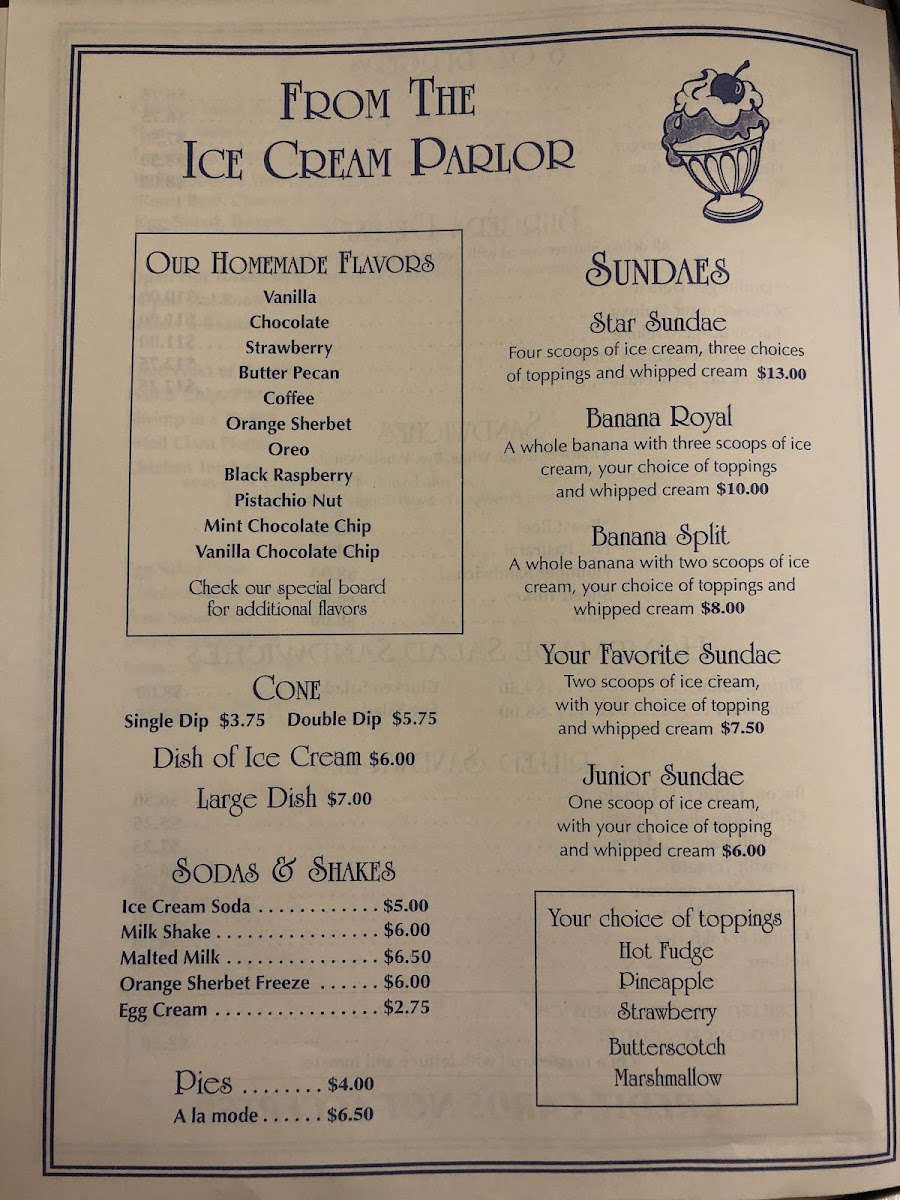 From The
Ice Cream Parlor
Our Homemade Flavors
Vanilla
Chocolate
Strawberry
Butter Pecan
Coffee
Orange Sherbet
Oreo
Black Raspberry
Pistachio Nut
Mint Chocolate Chip
Vanilla Chocolate Chip
Check our special board
for additional flavors
Cone
Single Dip $3.75 Double Dip $5.75
Dish of Ice Cream $6.00
Large Dish $7.00
Sodas & Shakes
Ice Cream Soda . . . . . . . . . . . . $5.00
Milk Shake . . . . . . . . . . . . . . . . $6.00
Malted Milk . . . . . . . . . . . . . . . $6.50
Orange Sherbet Freeze . . . . . . $6.00
Egg Cream . . . . . . . . . . . . . . . . $2.75
Pies . . . . . . . . $4.00
A la mode . . . . . . $6.50
Sundaes
Star Sundae
Four scoops of ice cream, three choices
of toppings and whipped cream $13.00
Banana Royal
A whole banana with three scoops of ice
cream, your choice of toppings
and whipped cream $10.00
Banana Split
A whole banana with two scoops of ice
cream, your choice of toppings and
whipped cream $8.00
Your Favorite Sundae
Two scoops of ice cream,
with your choice of topping
and whipped cream $7.50
Junior Sundae
One scoop of ice cream,
with your choice of topping
and whipped cream $6.00
Your choice of toppings
Hot Fudge
Pineapple
Strawberry
Butterscotch
Marshmallow